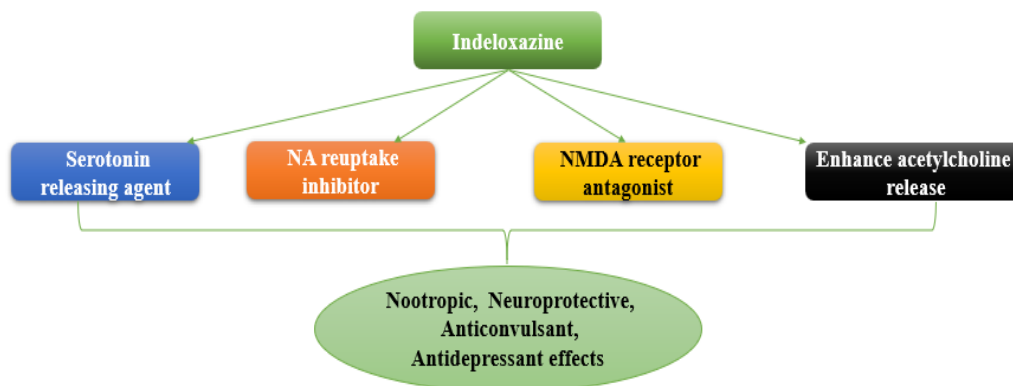 Indeloxazine
Serotonin
releasing agent
NA reuptake
inhibitor
NMDA receptor
antagonist
Enhance acetylcholine
release
Nootropic, Neuroprotective,
Anticonvulsant,
Antidepressant effects